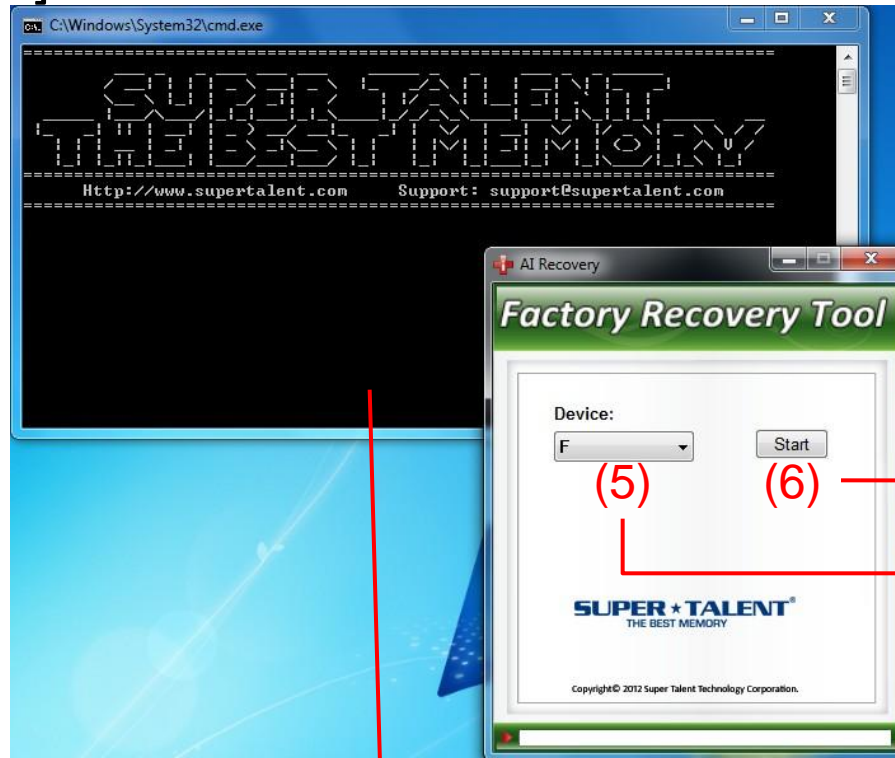 C:\Windows\System32\cmd.exe
SUPER TALENT
THE BEST MEMORY
Http://www.supertalent.com Support: support@supertalent.com
AI Recovery
Factory Recovery Tool
Device:
F Start
(5) (6)
SUPER★TALENT®
THE BEST MEMORY
Copyright© 2012 Super Talent Technology Corporation.